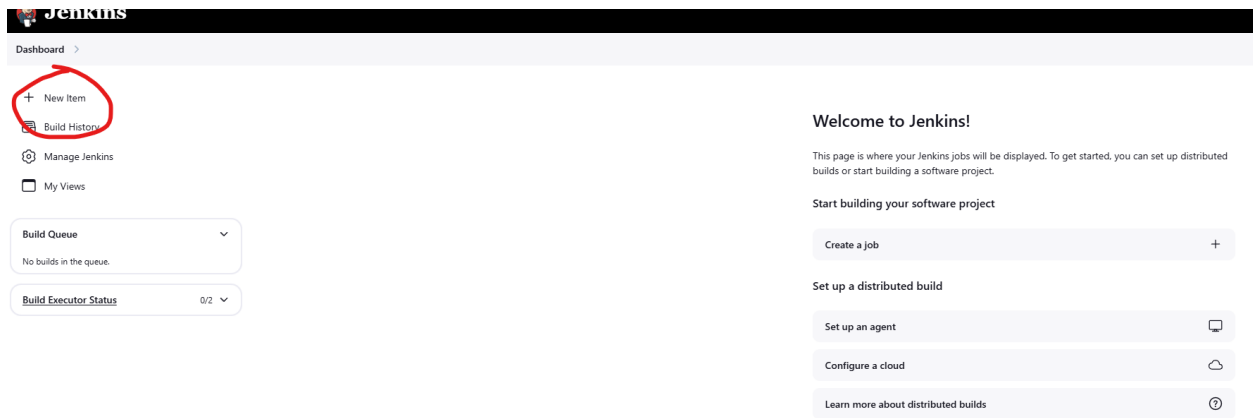 Jenkins
Dashboard
New Item
Build History
Manage Jenkins
My Views
Build Queue
No builds in the queue.
Build Executor Status 0/2
Welcome to Jenkins!
This page is where your Jenkins jobs will be displayed. To get started, you can set up distributed
builds or start building a software project.
Start building your software project
Create a job
Set up a distributed build
Set up an agent
Configure a cloud
Learn more about distributed builds